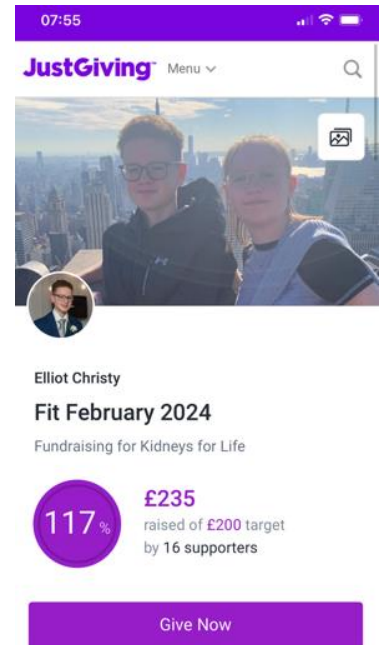 07:55
JustGiving™ Menu
Elliot Christy
Fit February 2024
Fundraising for Kidneys for Life
117%
£235
raised of £200 target
by 16 supporters
Give Now